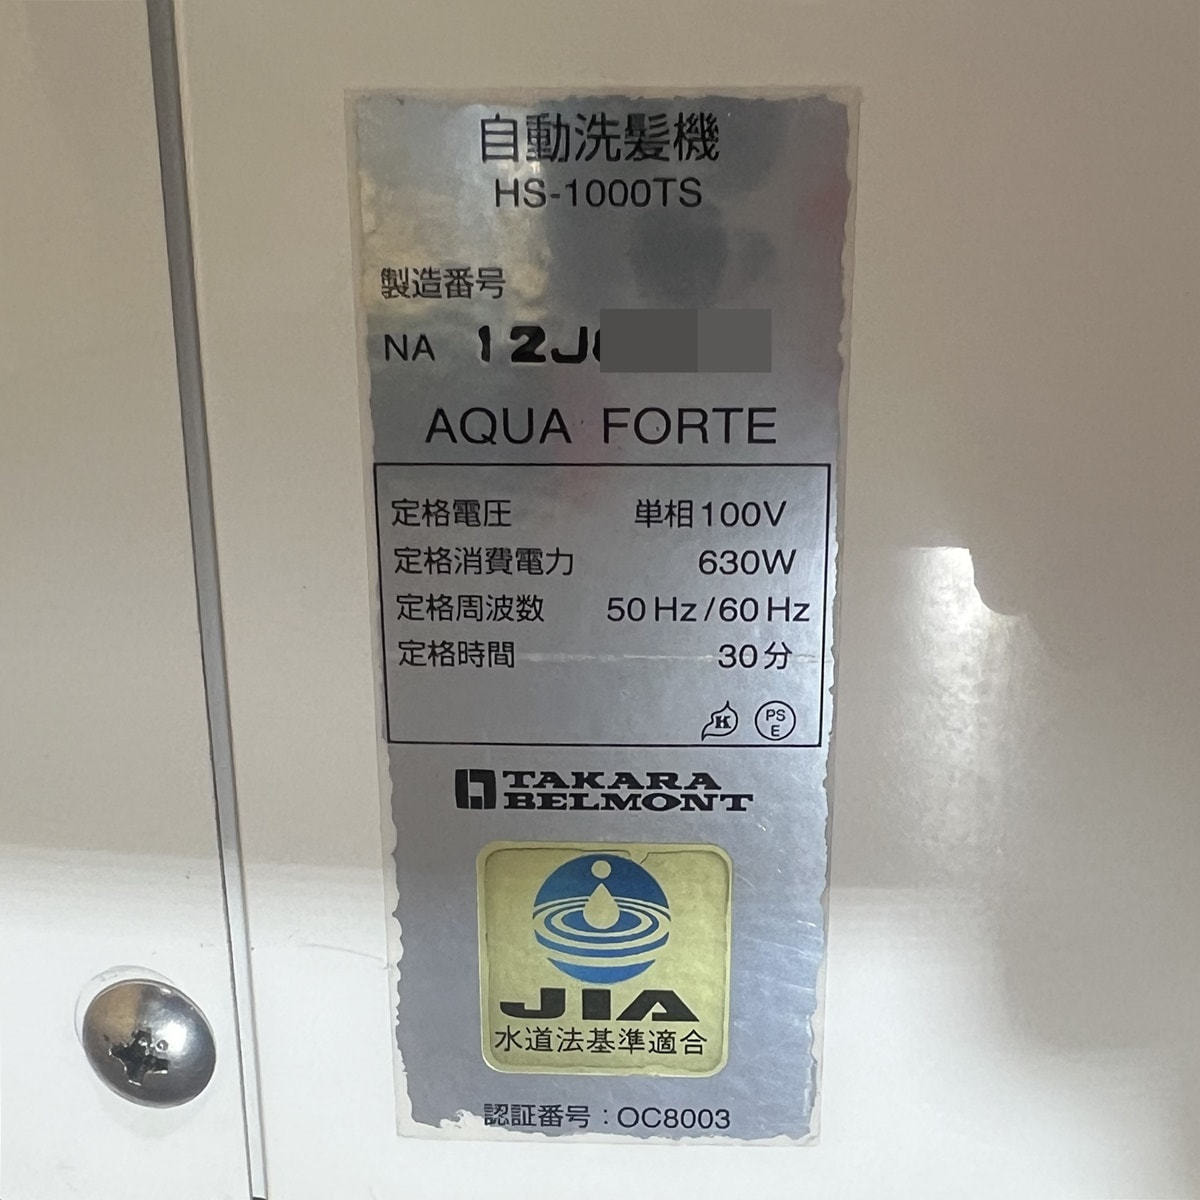 自動洗髪機
HS-1000TS
製造番号
NA 12J
AQUA FORTE
定格電圧 単相100V
定格消費電力 630W
定格周波数 50Hz/60Hz
定格時間 30分
K PS E
TAKARA
BELMONT
JIA
水道法基準適合
認証番号:OC8003